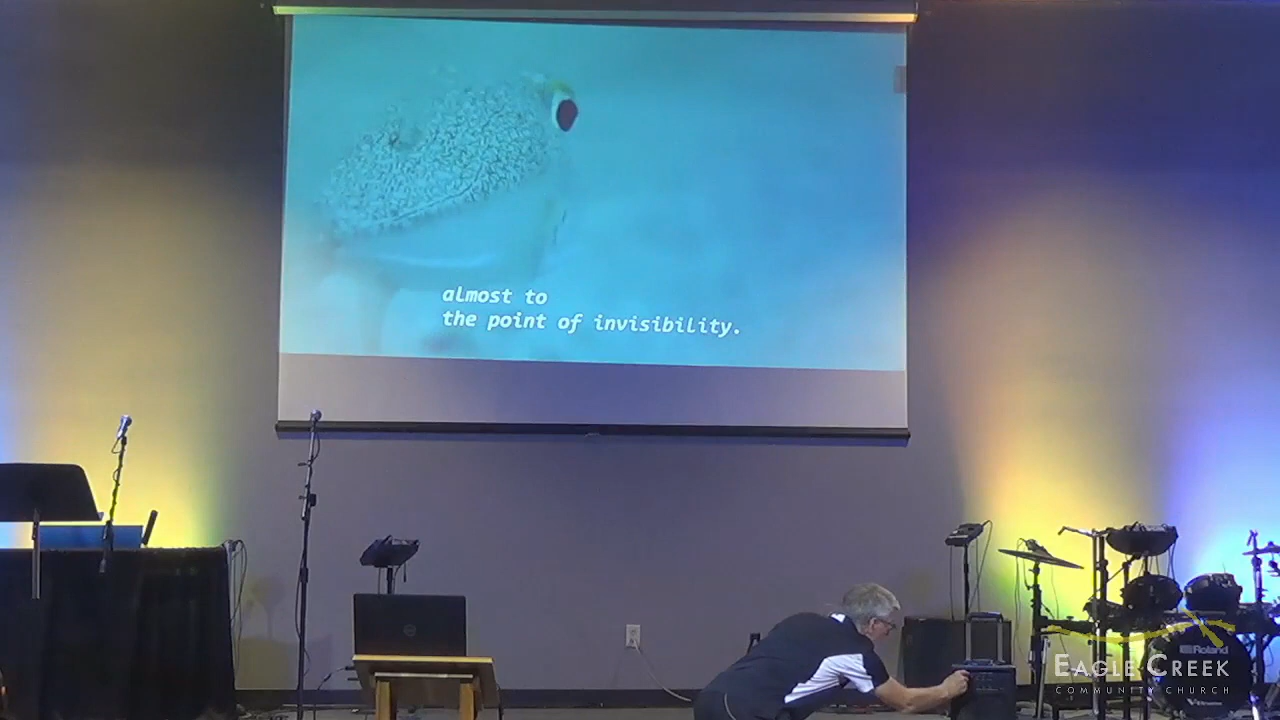 almost to
the point of invisibility.
Roland
EAGLE CREEK
COMMUNITY CHURCH